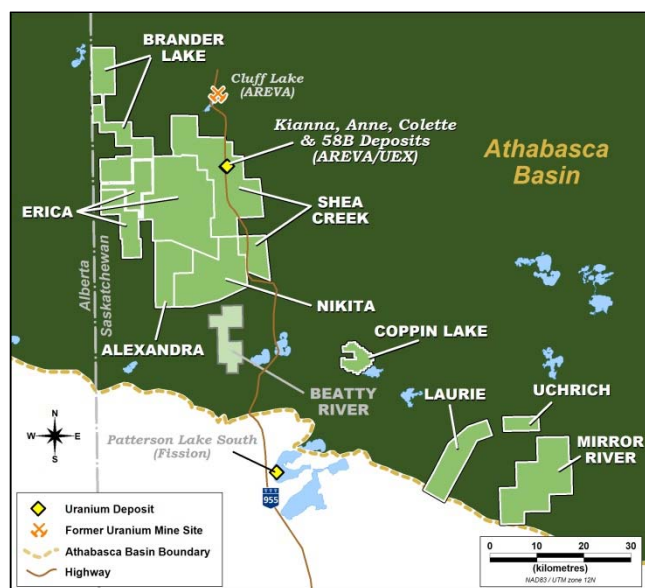 BRANDER
LAKE
Cluff Lake
(AREVA)
Kianna, Anne, Colette
& 58B Deposits
(AREVA/UEX)
Athabasca
Basin
ERICA
SHEA
CREEK
Alberta
Saskatchewan
NIKITA
ALEXANDRA
COPPIN LAKE
BEATTY
RIVER
LAURIE
UCHRICH
MIRROR
RIVER
N
W
E
S
Patterson Lake South
(Fission)
955
Uranium Deposit
Former Uranium Mine Site
Athabasca Basin Boundary
Highway
0 10 20 30
(kilometres)
NAD83 / UTM zone 12N